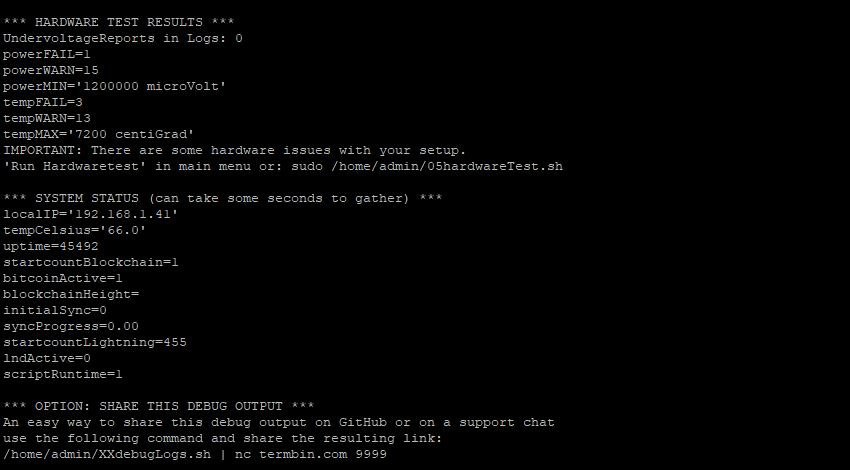 *** HARDWARE TEST RESULTS ***
UndervoltageReports in Logs: 0
powerFAIL=1
powerWARN=15
powerMIN='1200000 microVolt'
tempFAIL=3
tempWARN=13
tempMAX='7200 centiGrad'
IMPORTANT: There are some hardware issues with your setup.
'Run Hardwaretest' in main menu or: sudo /home/admin/05hardwareTest.sh
*** SYSTEM STATUS (can take some seconds to gather) ***
localIP='192.168.1.41'
tempCelsius='66.0'
uptime=45492
startcountBlockchain=1
bitcoinActive=1
blockchainHeight=
initialSync=0
syncProgress=0.00
startcountLightning=455
lndActive=0
scriptRuntime=1
*** OPTION: SHARE THIS DEBUG OUTPUT ***
An easy way to share this debug output on GitHub or on a support chat
use the following command and share the resulting link:
/home/admin/XXdebugLogs.sh | nc termbin.com 9999